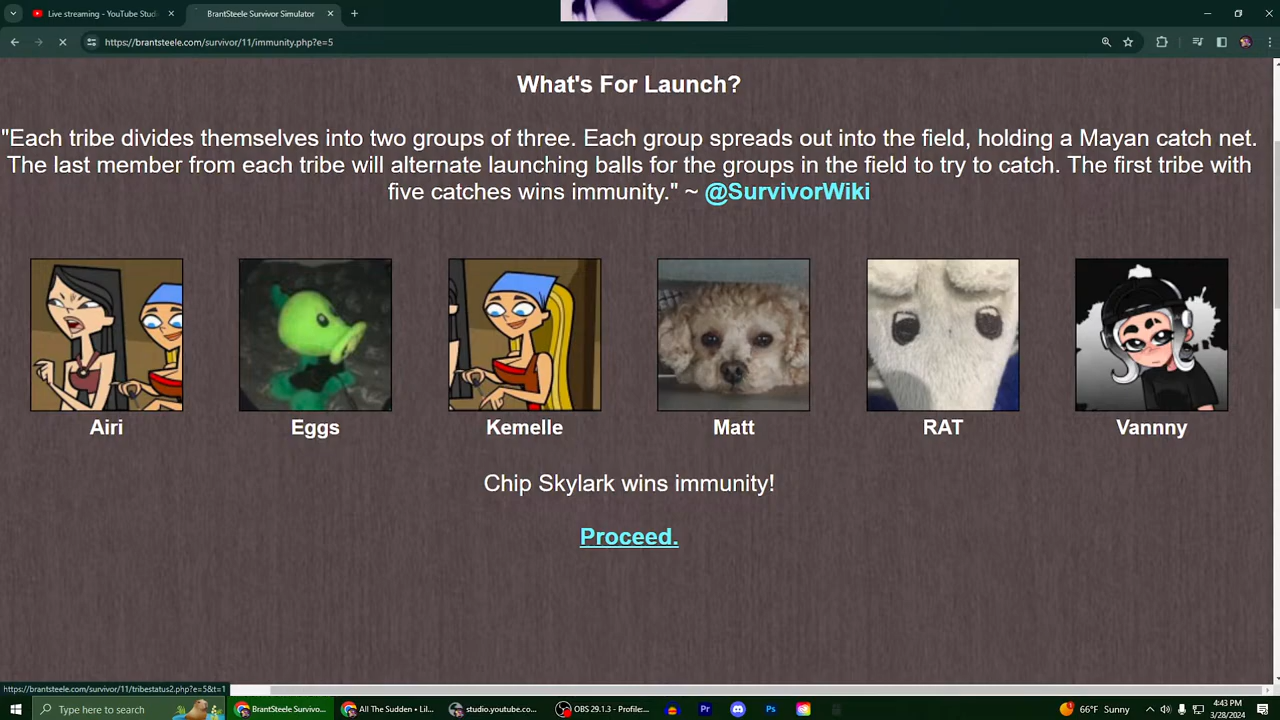 Live streaming - YouTube Studi
BrantSteele Survivor Simulator
https://brantsteele.com/survivor/11/immunity.php?e=5
What's For Launch?
"Each tribe divides themselves into two groups of three. Each group spreads out into the field, holding a Mayan catch net.
The last member from each tribe will alternate launching balls for the groups in the field to try to catch. The first tribe with
five catches wins immunity." ~ @SurvivorWiki
Airi Eggs Kemelle Matt RAT Vannny
Chip Skylark wins immunity!
Proceed.
https://brantsteele.com/survivor/11/tribestatus2.php?e=5&t=1
Type here to search
BrantSteele Survivo...
All The Sudden • Lil...
studio.youtube.co...
OBS 29.1.3 - Profile:...
Pr
Ps
66°F Sunny
4:43 PM
3/28/2024